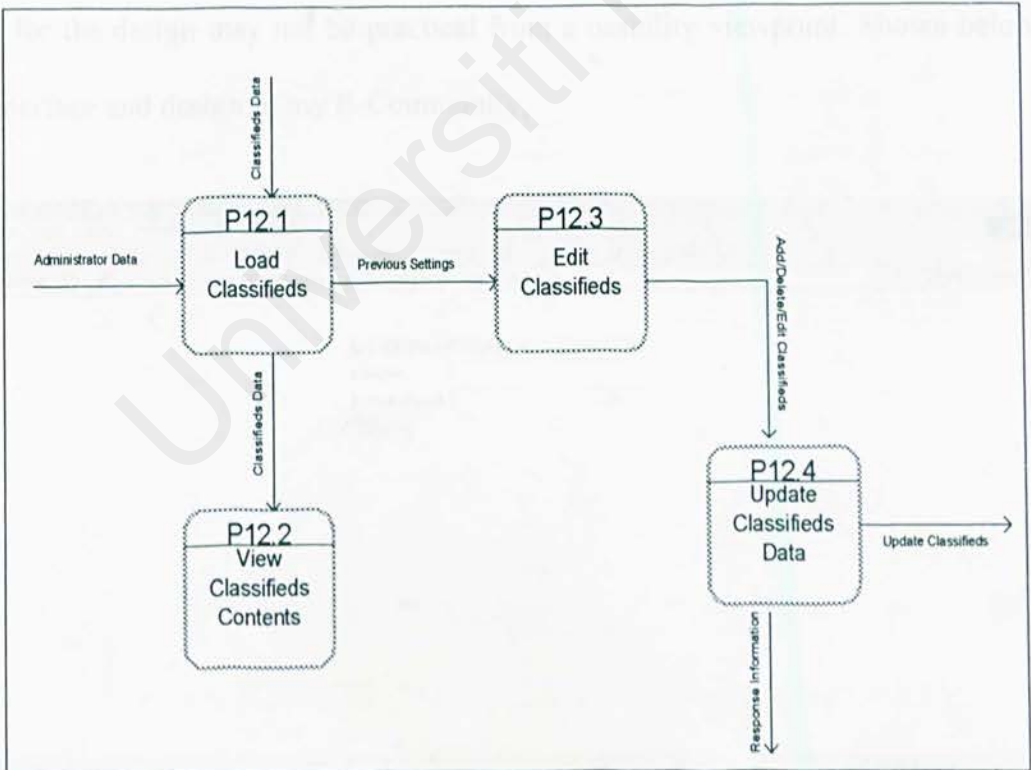 Classifieds Data
P12.1
Load
Classifieds
Administrator Data
Previous Settings
P12.3
Edit
Classifieds
Add/Delete/Edit Classifieds
Classifieds Data
P12.2
View
Classifieds
Contents
P12.4
Update
Classifieds
Data
Update Classifieds
Response Information
Universiti
for the design may not be practical from a usability viewpoint. Shown below